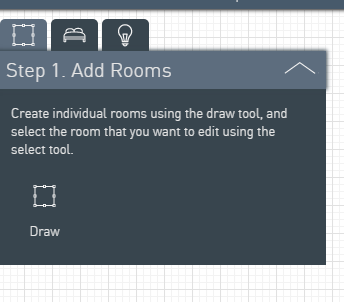 Step 1. Add Rooms
Create individual rooms using the draw tool, and
select the room that you want to edit using the
select tool.
Draw